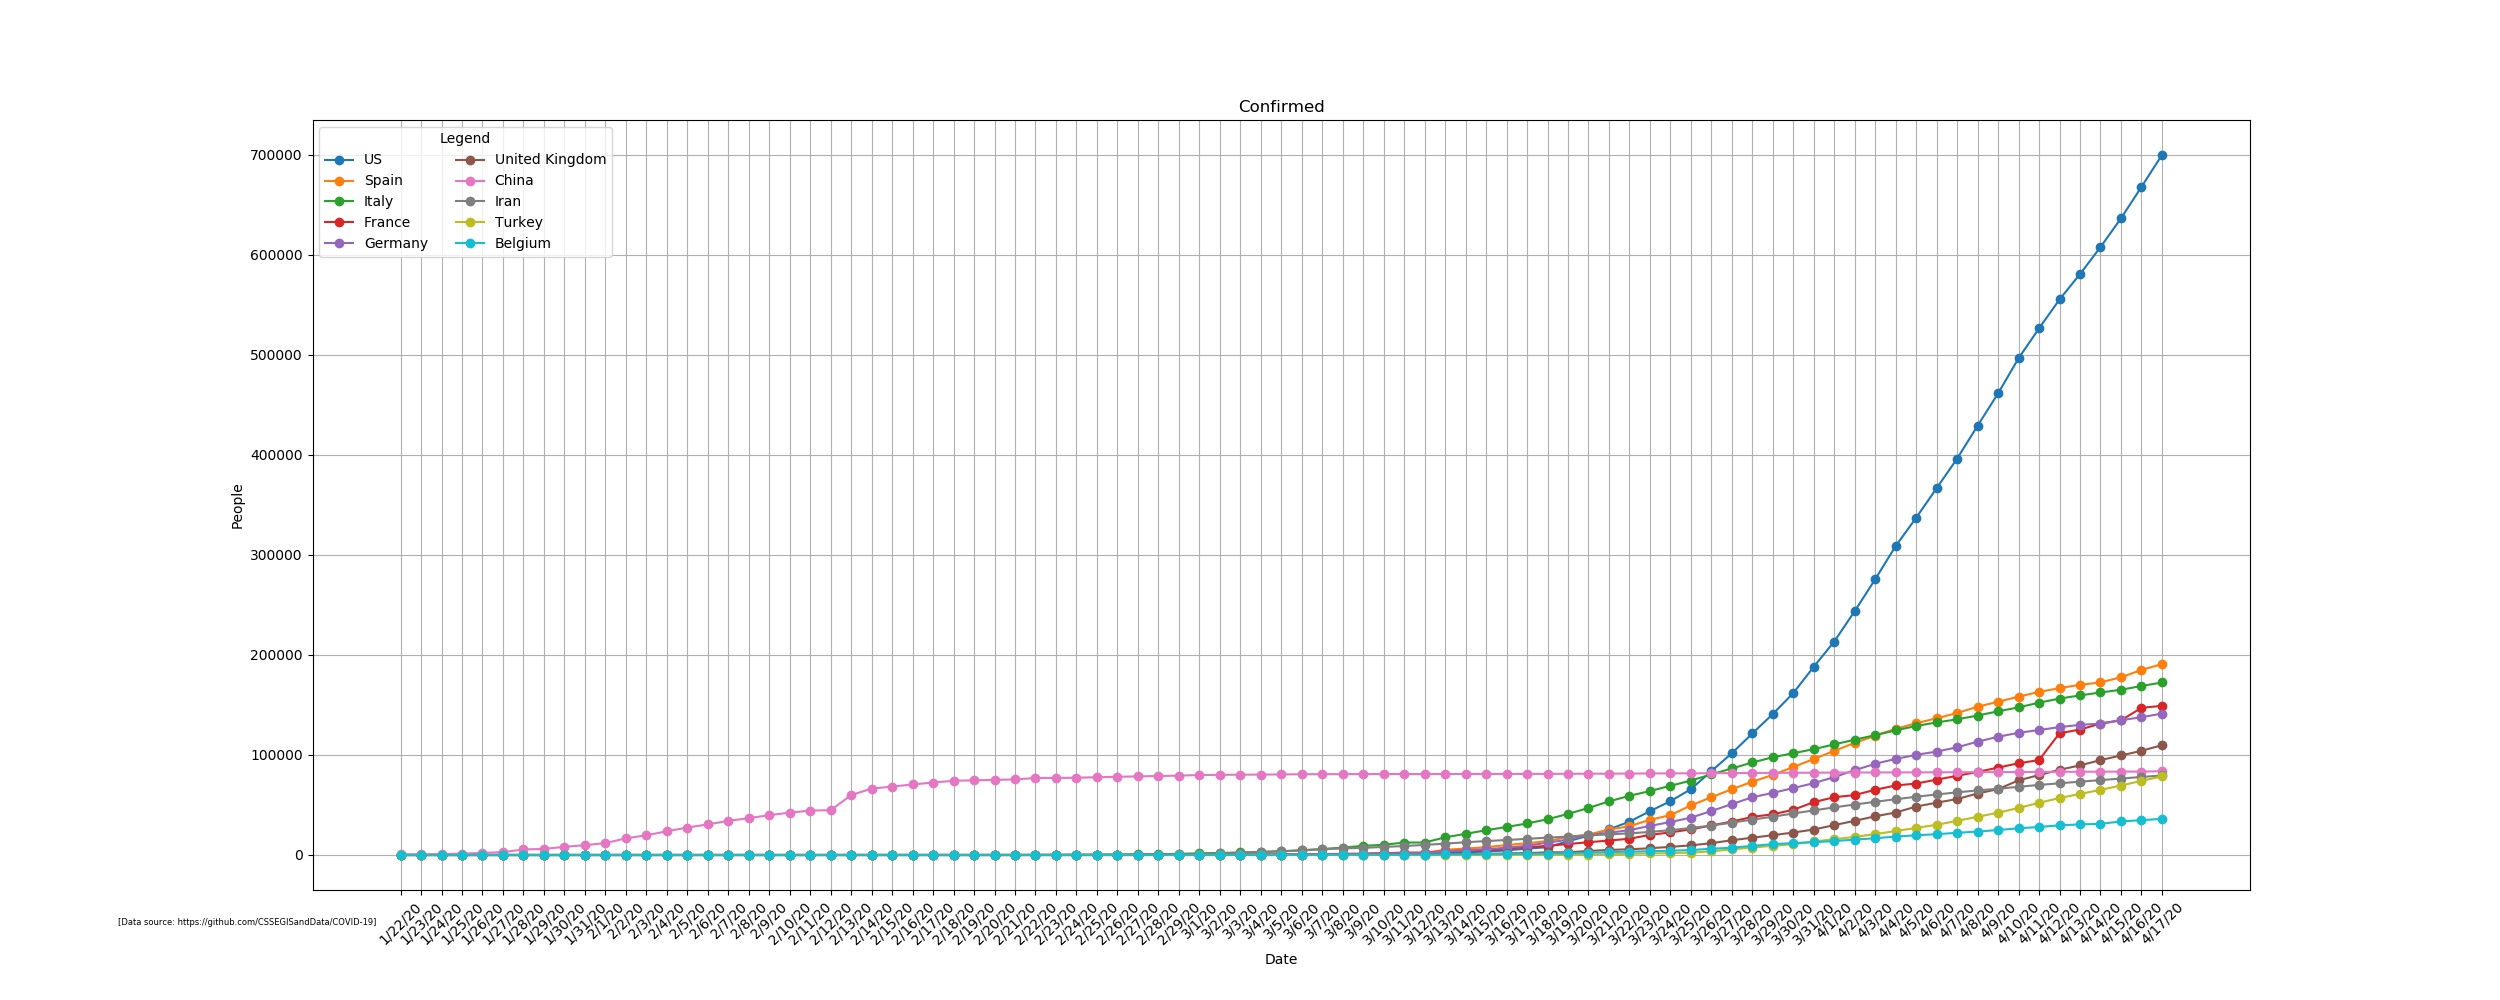 Confirmed
Legend
US
Spain
Italy
France
Germany
United Kingdom
China
Iran
Turkey
Belgium
700000
600000
500000
400000
300000
200000
100000
0
People
1/22/20 1/23/20 1/24/20 1/25/20 1/26/20 1/27/20 1/28/20 1/29/20 1/30/20 1/31/20 2/1/20 2/2/20 2/3/20 2/4/20 2/5/20 2/6/20 2/7/20 2/8/20 2/9/20 2/10/20 2/11/20 2/12/20 2/13/20 2/14/20 2/15/20 2/16/20 2/17/20 2/18/20 2/19/20 2/20/20 2/21/20 2/22/20 2/23/20 2/24/20 2/25/20 2/26/20 2/27/20 2/28/20 2/29/20 3/1/20 3/2/20 3/3/20 3/4/20 3/5/20 3/6/20 3/7/20 3/8/20 3/9/20 3/10/20 3/11/20 3/12/20 3/13/20 3/14/20 3/15/20 3/16/20 3/17/20 3/18/20 3/19/20 3/20/20 3/21/20 3/22/20 3/23/20 3/24/20 3/25/20 3/26/20 3/27/20 3/28/20 3/29/20 3/30/20 3/31/20 4/1/20 4/2/20 4/3/20 4/4/20 4/5/20 4/6/20 4/7/20 4/8/20 4/9/20 4/10/20 4/11/20 4/12/20 4/13/20 4/14/20 4/15/20 4/16/20 4/17/20
[Data source: https://github.com/CSSEGISandData/COVID-19]
Date